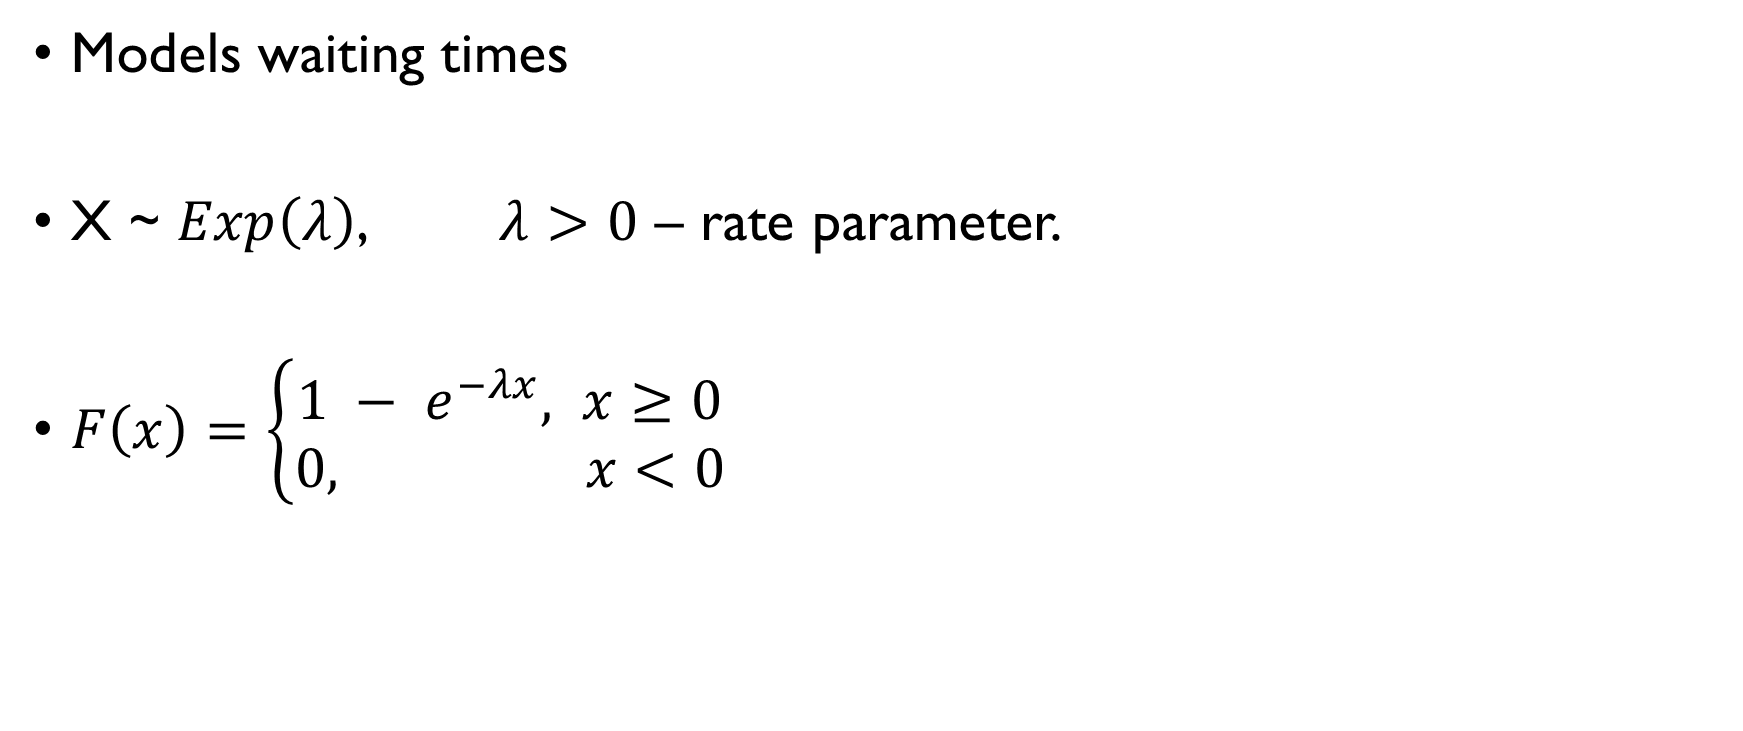 • Models waiting times
• X ~ 𝐸𝑥𝑝(𝜆), 𝜆 > 0 – rate parameter.
• 𝐹(𝑥) = {1 − 𝑒^{−𝜆𝑥}, 𝑥 ≥ 0
0, 𝑥 < 0